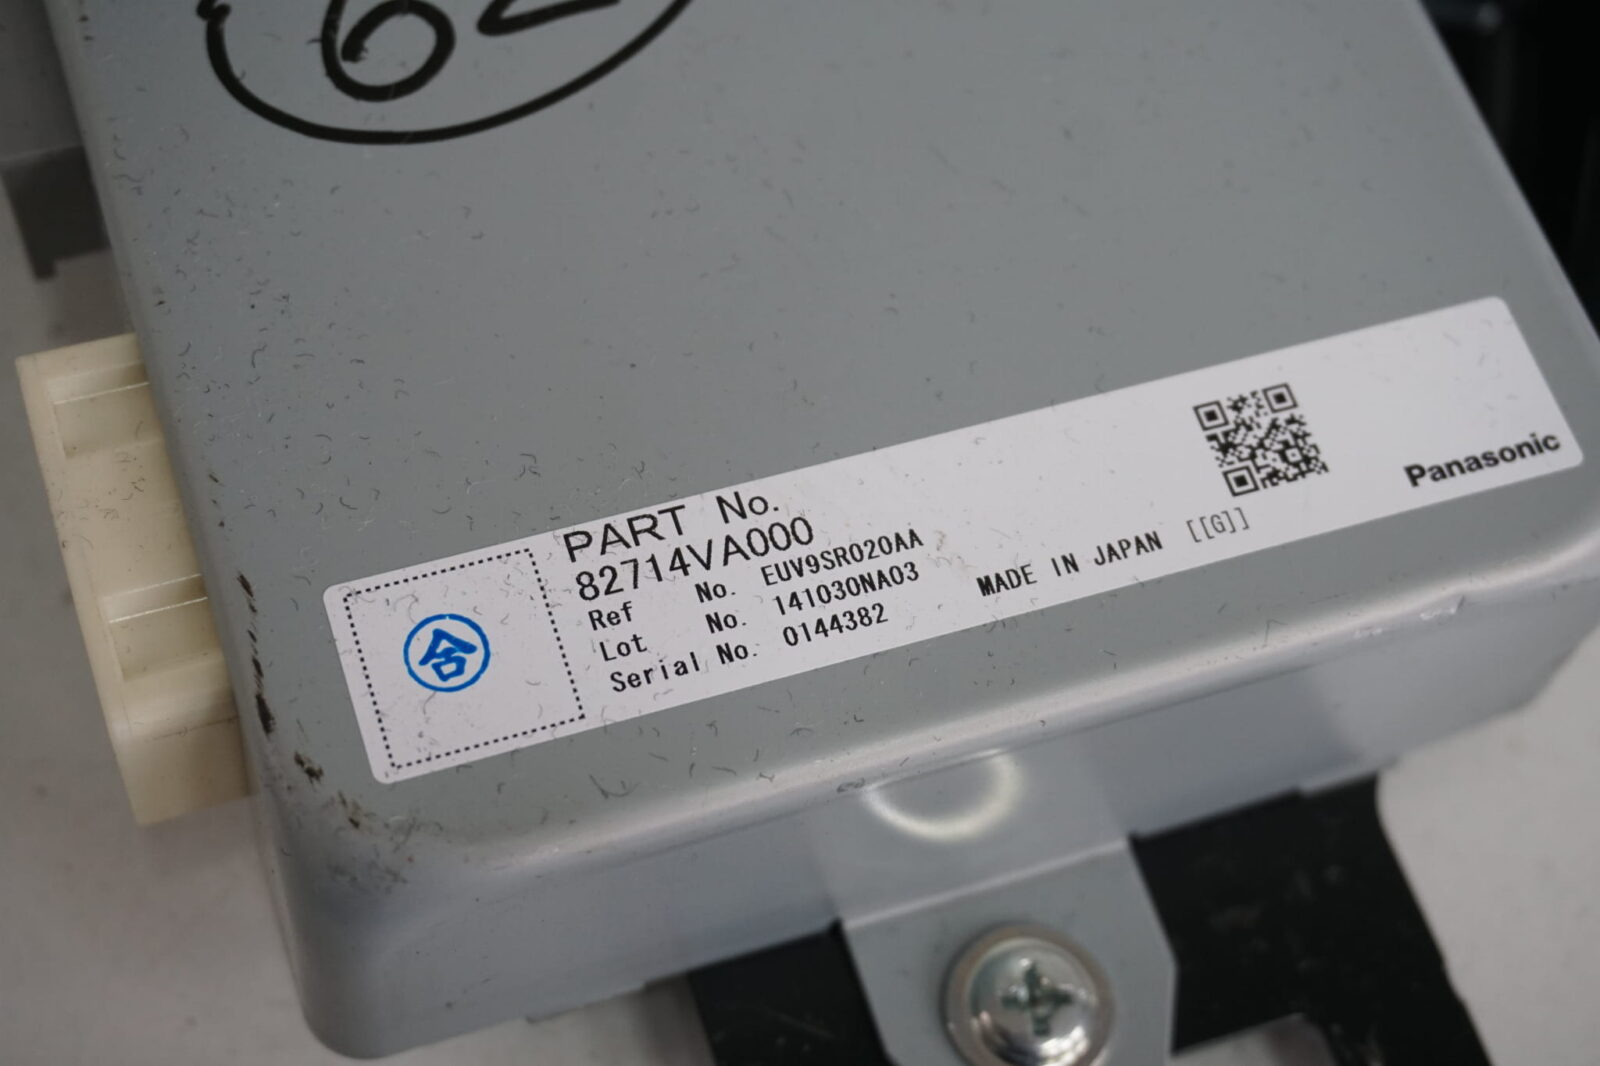 62
PART No.
82714VA000
Ref No. EUV9SR020AA
Lot No. 141030NA03
Serial No. 0144382
MADE IN JAPAN [[G]]
Panasonic
合